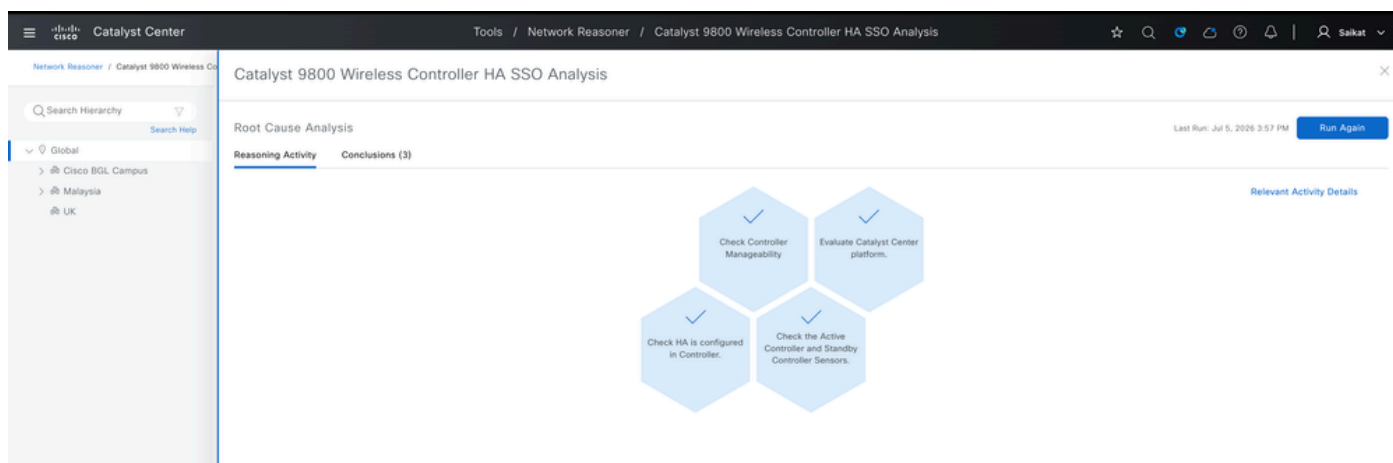 cisco
Catalyst Center
Tools / Network Reasoner / Catalyst 9800 Wireless Controller HA SSO Analysis
Saikat
Network Reasoner / Catalyst 9800 Wireless Co
Catalyst 9800 Wireless Controller HA SSO Analysis
Search Hierarchy
Search Help
Global
Cisco BGL Campus
Malaysia
UK
Root Cause Analysis
Last Run: Jul 5, 2026 3:57 PM
Run Again
Reasoning Activity
Conclusions (3)
Relevant Activity Details
Check Controller
Manageability
Evaluate Catalyst Center
platform.
Check HA is configured
in Controller.
Check the Active
Controller and Standby
Controller Sensors.